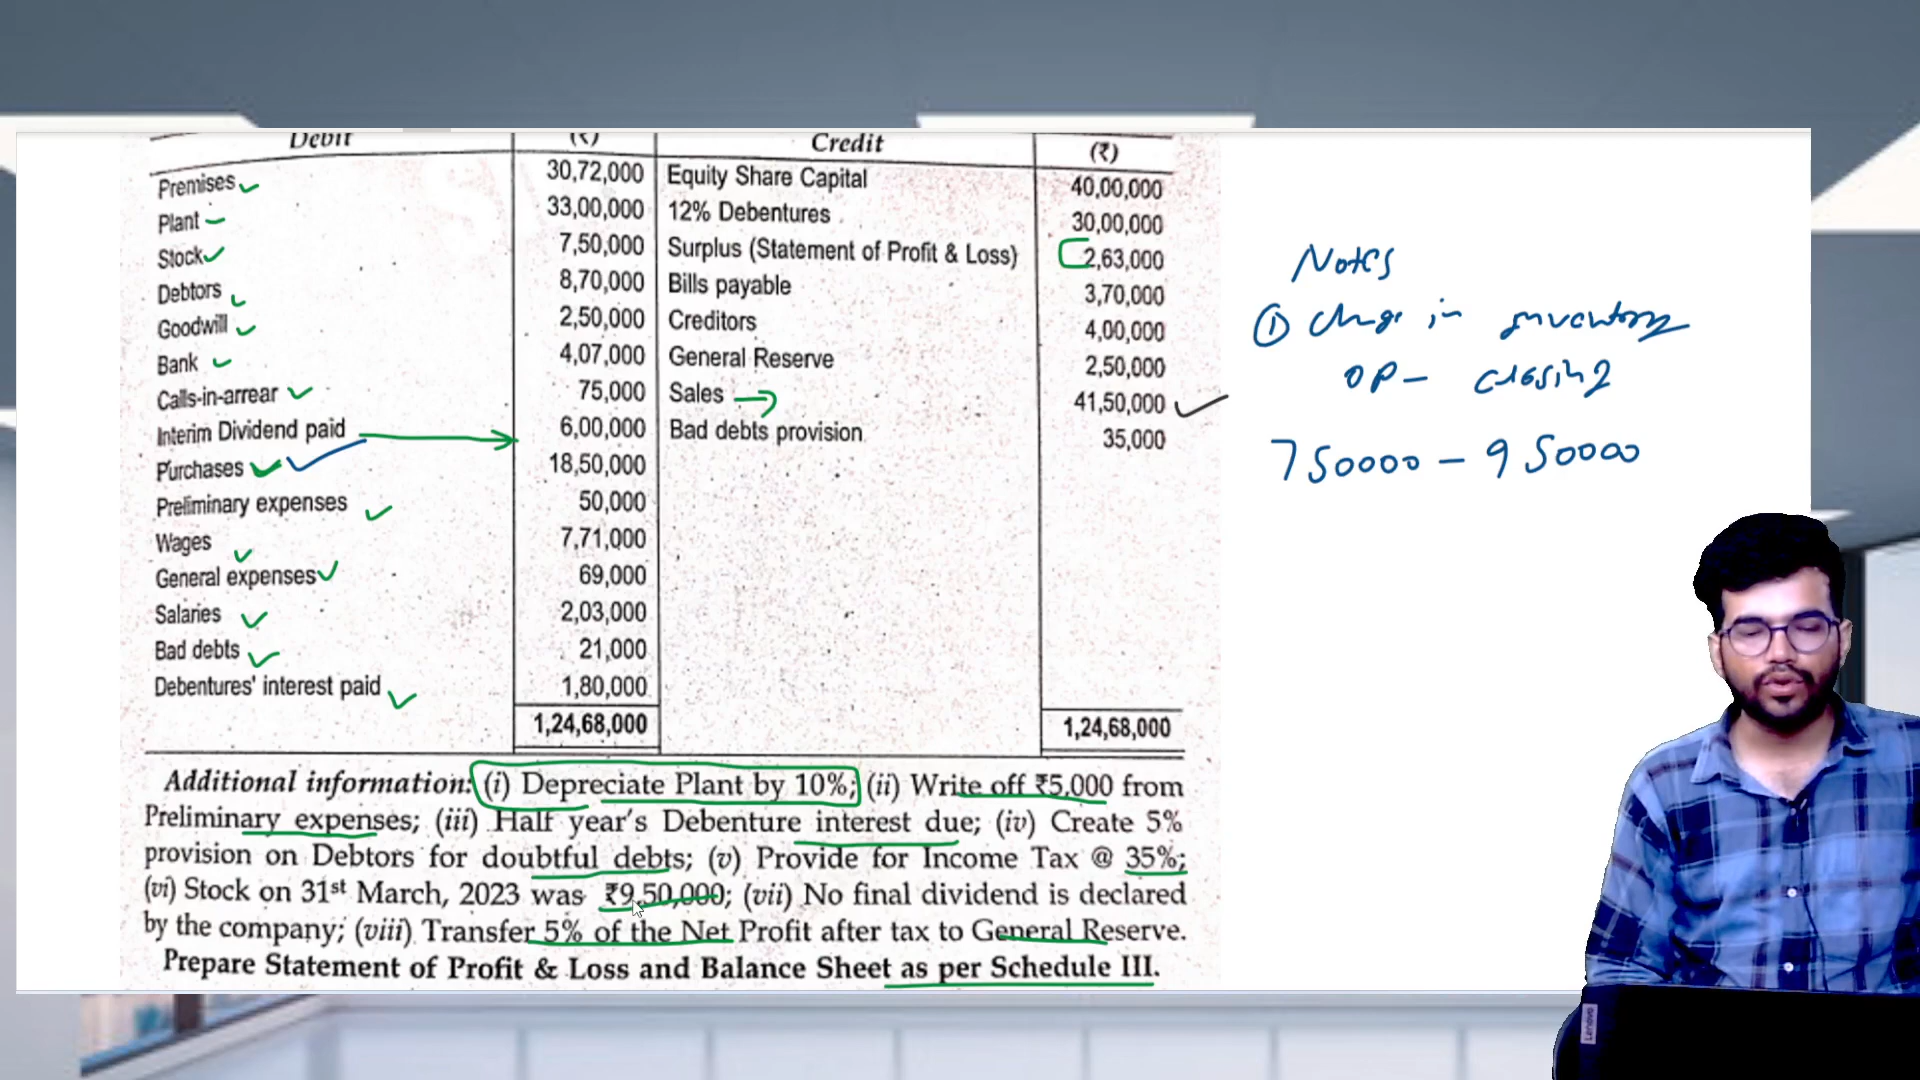 Debit (₹) Credit (₹)
Premises 30,72,000 Equity Share Capital 40,00,000
Plant 33,00,000 12% Debentures 30,00,000
Stock 7,50,000 Surplus (Statement of Profit & Loss) 2,63,000
Debtors 8,70,000 Bills payable 3,70,000
Goodwill 2,50,000 Creditors 4,00,000
Bank 4,07,000 General Reserve 2,50,000
Calls-in-arrear 75,000 Sales 41,50,000
Interim Dividend paid 6,00,000 Bad debts provision 35,000
Purchases 18,50,000
Preliminary expenses 50,000
Wages 7,71,000
General expenses 69,000
Salaries 2,03,000
Bad debts 21,000
Debentures' interest paid 1,80,000
1,24,68,000 1,24,68,000
Additional information: (i) Depreciate Plant by 10%; (ii) Write off ₹5,000 from
Preliminary expenses; (iii) Half year's Debenture interest due; (iv) Create 5%
provision on Debtors for doubtful debts; (v) Provide for Income Tax @ 35%;
(vi) Stock on 31st March, 2023 was ₹9,50,000; (vii) No final dividend is declared
by the company; (viii) Transfer 5% of the Net Profit after tax to General Reserve.
Prepare Statement of Profit & Loss and Balance Sheet as per Schedule III.
Notes
① in inventory
OP - closing
750000 - 950000
Lenovo